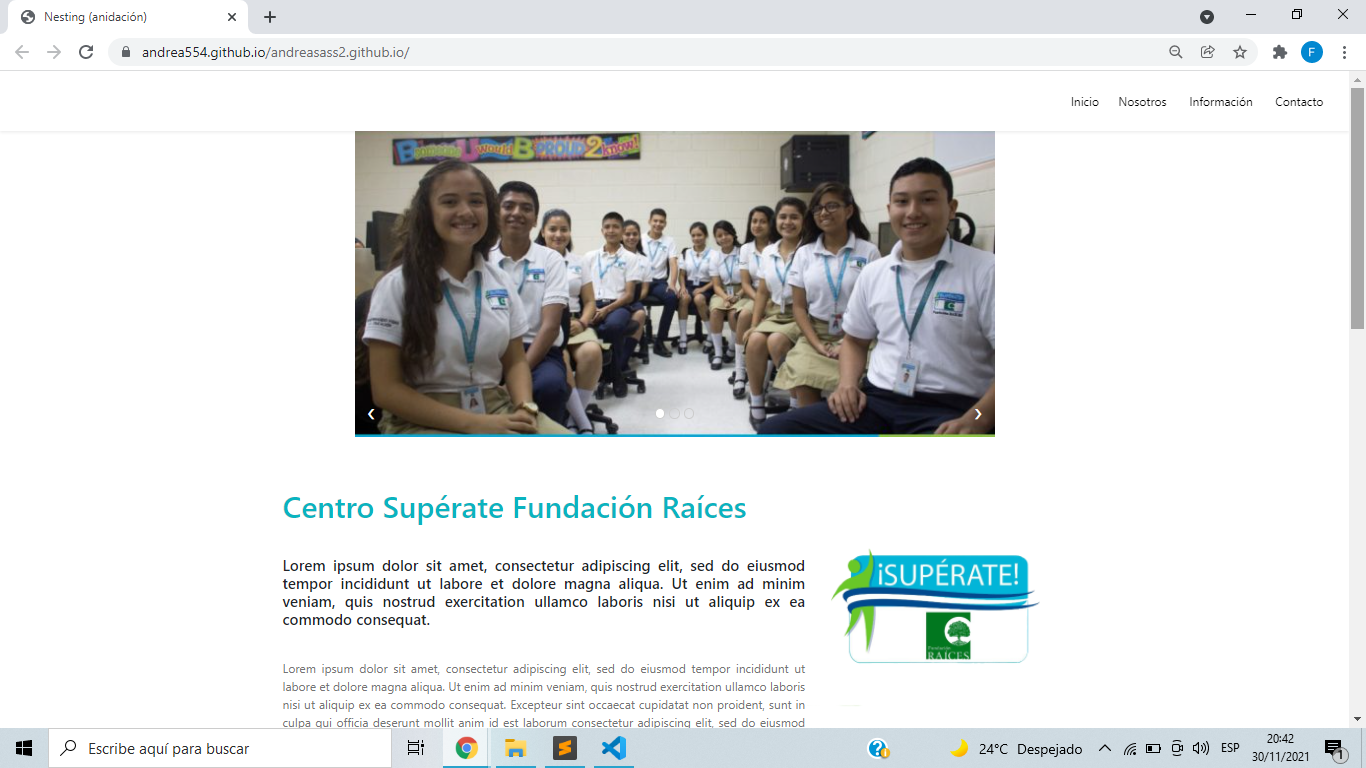 Nesting (anidación)
andrea554.github.io/andreasass2.github.io/
F
Inicio Nosotros Información Contacto
Someone U would B PROUD 2 know!
Centro Supérate Fundación Raíces
Lorem ipsum dolor sit amet, consectetur adipiscing elit, sed do eiusmod
tempor incididunt ut labore et dolore magna aliqua. Ut enim ad minim
veniam, quis nostrud exercitation ullamco laboris nisi ut aliquip ex ea
commodo consequat.
¡SUPÉRATE!
Fundación
RAÍCES
Lorem ipsum dolor sit amet, consectetur adipiscing elit, sed do eiusmod tempor incididunt ut
labore et dolore magna aliqua. Ut enim ad minim veniam, quis nostrud exercitation ullamco laboris
nisi ut aliquip ex ea commodo consequat. Excepteur sint occaecat cupidatat non proident, sunt in
culpa qui officia deserunt mollit anim id est laborum consectetur adipiscing elit, sed do eiusmod
Escribe aquí para buscar
24°C Despejado
ESP
20:42
30/11/2021
1